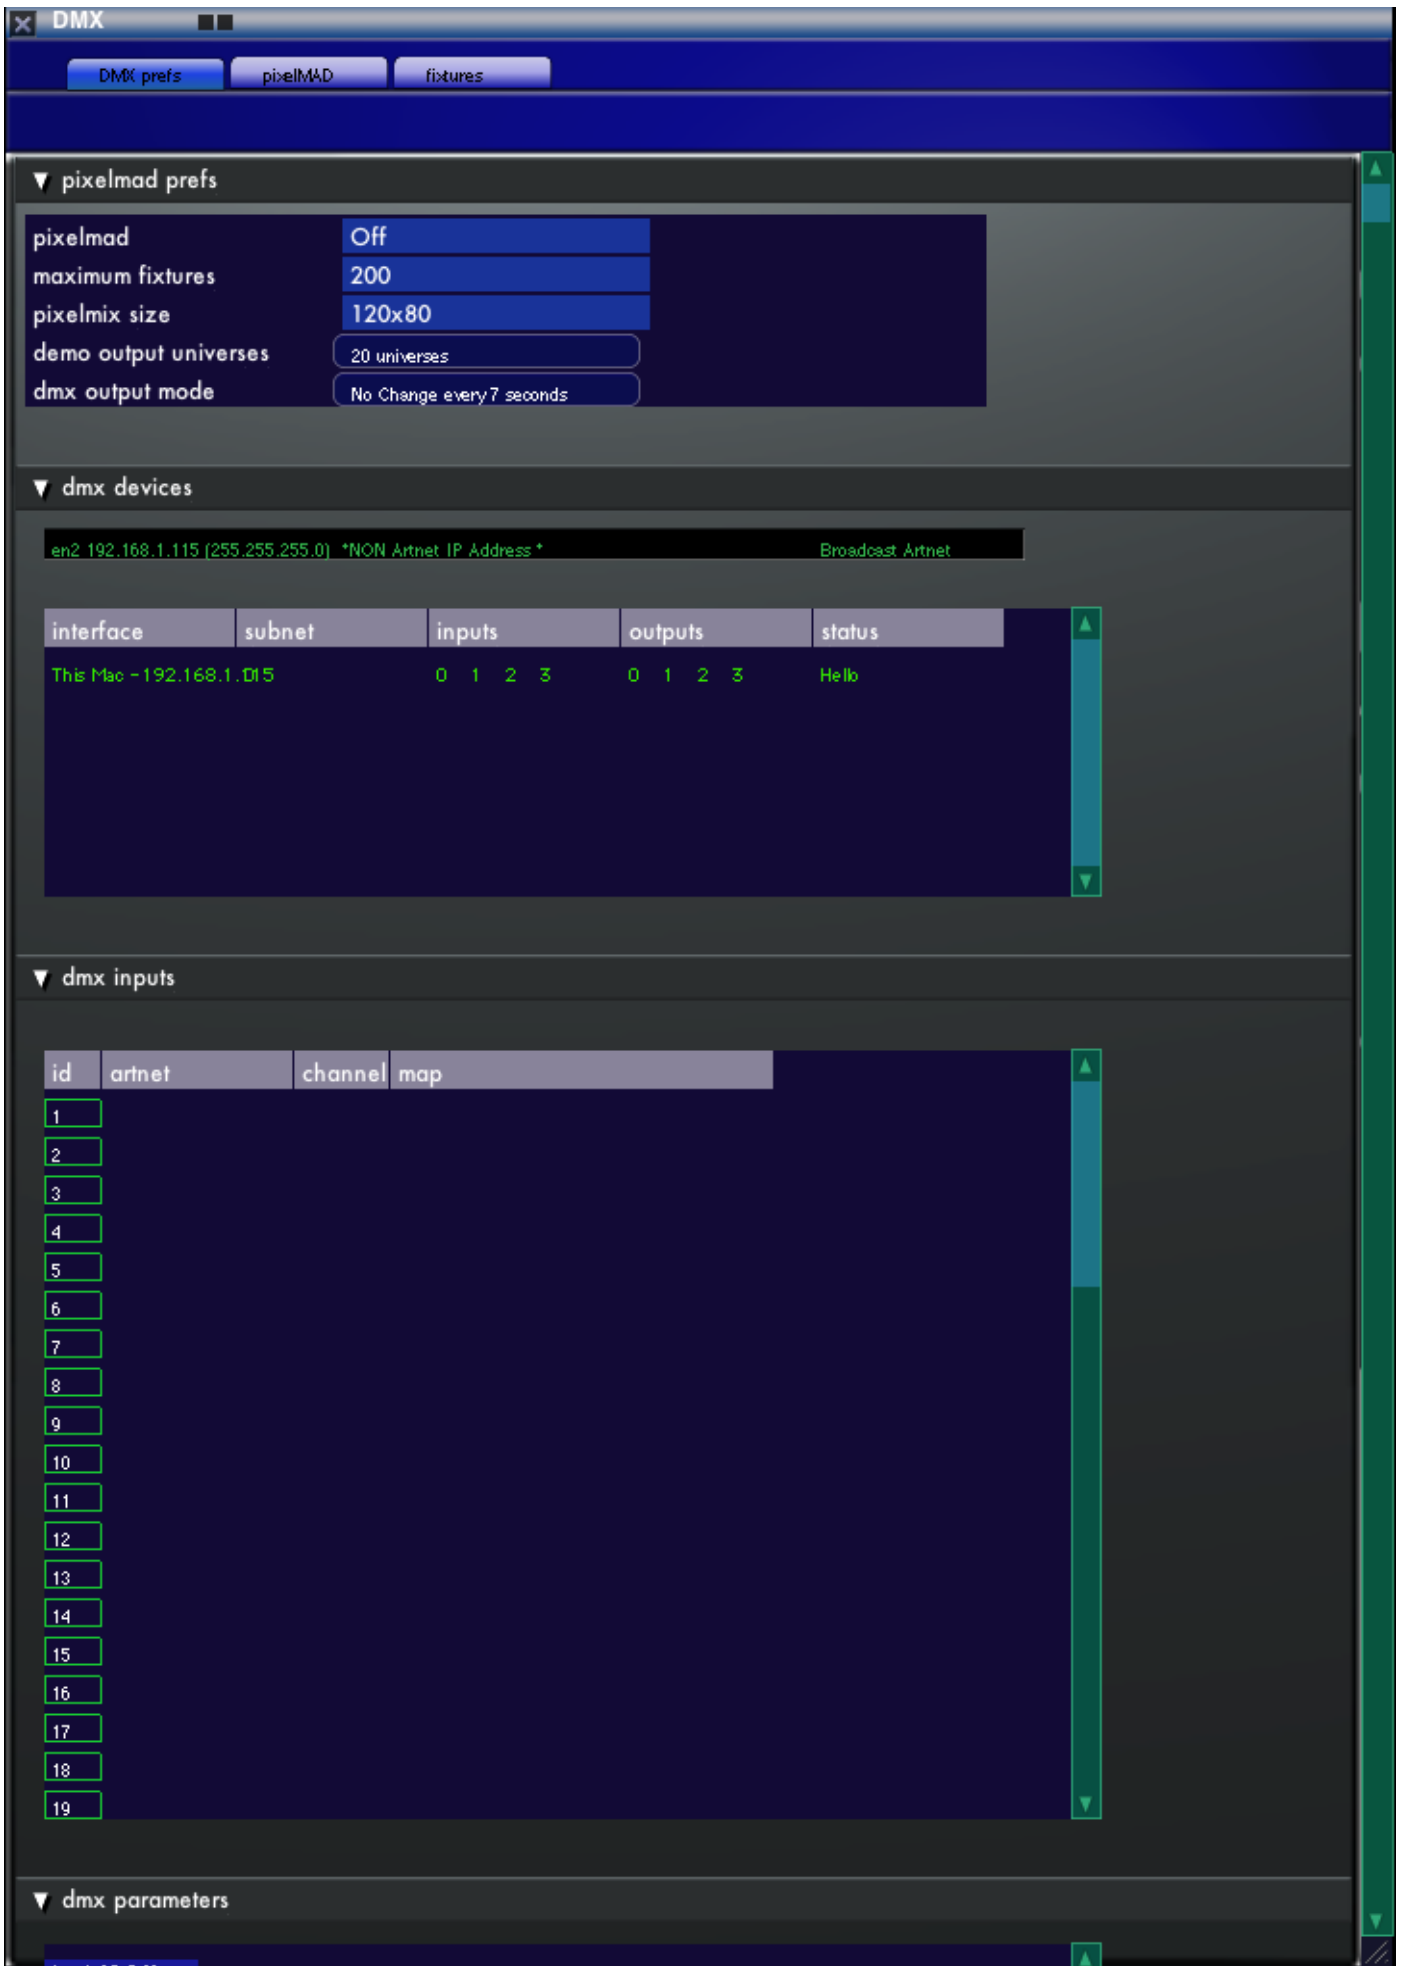 DMX
DMX prefs pixelMAD fixtures
pixelmad prefs
pixelmad Off
maximum fixtures 200
pixelmix size 120x80
demo output universes 20 universes
dmx output mode No Change every 7 seconds
dmx devices
en2 192.168.1.115 (255.255.255.0) *NON Artnet IP Address * Broadcast Artnet
interface subnet inputs outputs status
This Mac - 192.168.1. 0 1 2 3 0 1 2 3 Hello
dmx inputs
id artnet channel map
1
2
3
4
5
6
7
8
9
10
11
12
13
14
15
16
17
18
19
dmx parameters